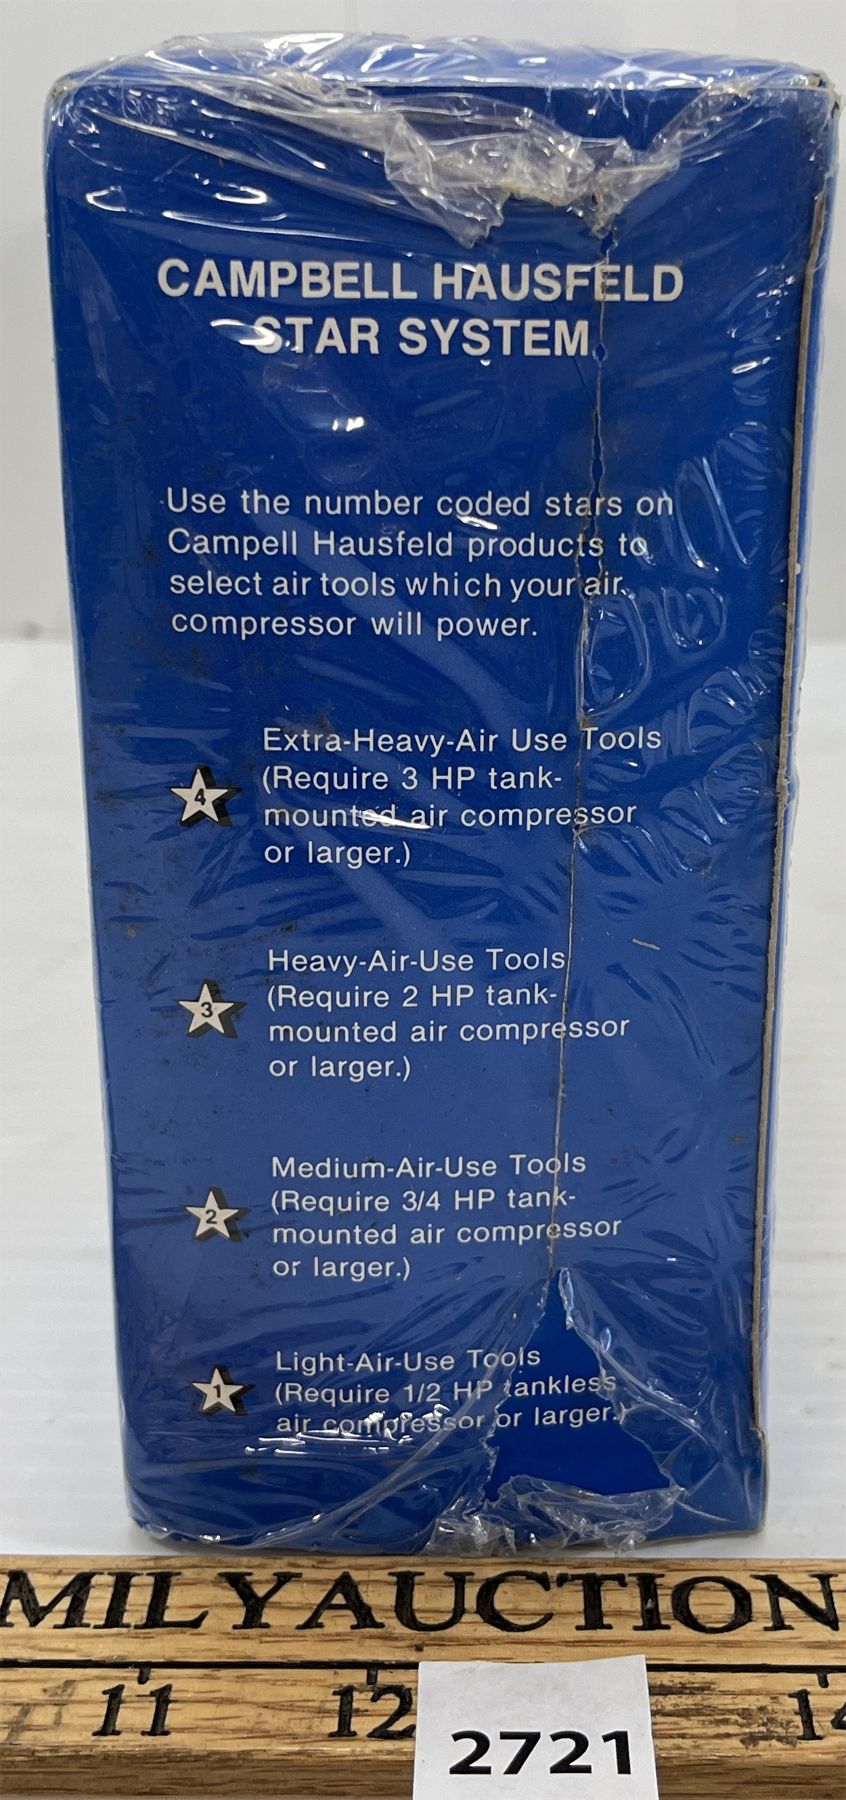 CAMPBELL HAUSFELD
STAR SYSTEM
Use the number coded stars on
Campell Hausfeld products to
select air tools which your air
compressor will power.
4
Extra-Heavy-Air Use Tools
(Require 3 HP tank-
mounted air compressor
or larger.)
3
Heavy-Air-Use Tools
(Require 2 HP tank-
mounted air compressor
or larger.)
2
Medium-Air-Use Tools
(Require 3/4 HP tank-
mounted air compressor
or larger.)
1
Light-Air-Use Tools
(Require 1/2 HP tankless
air compressor or larger.)
MILY AUCTION
11 12 14
2721